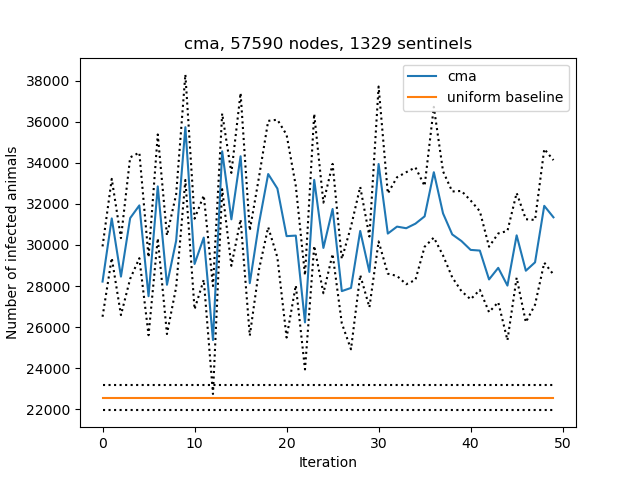 cma, 57590 nodes, 1329 sentinels
cma
uniform baseline
Number of infected animals
38000
36000
34000
32000
30000
28000
26000
24000
22000
0 10 20 30 40 50
Iteration